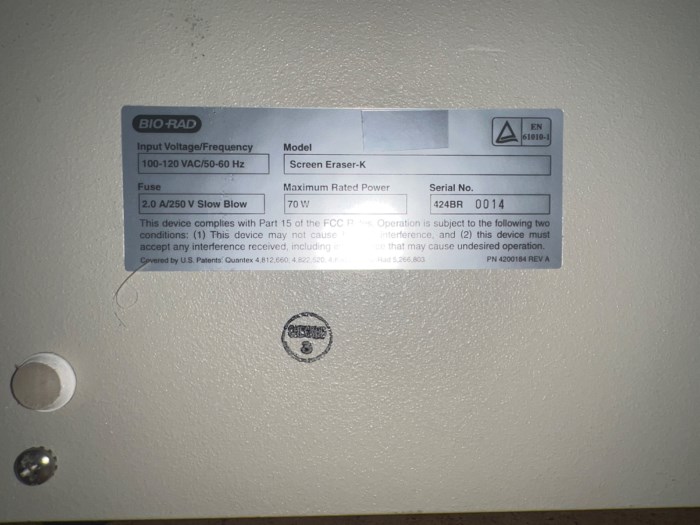 BIO-RAD
EN
61010-1
Input Voltage/Frequency
Model
100-120 VAC/50-60 Hz
Screen Eraser-K
Fuse
Maximum Rated Power
Serial No.
2.0 A/250 V Slow Blow
70 W
424BR 0014
This device complies with Part 15 of the FCC Operation is subject to the following two
conditions: (1) This device may not cause interference, and (2) this device must
accept any interference received, including that may cause undesired operation.
Covered by U.S. Patents: Quantex 4,812,660; 5,266,803
PN 4200184 REV A